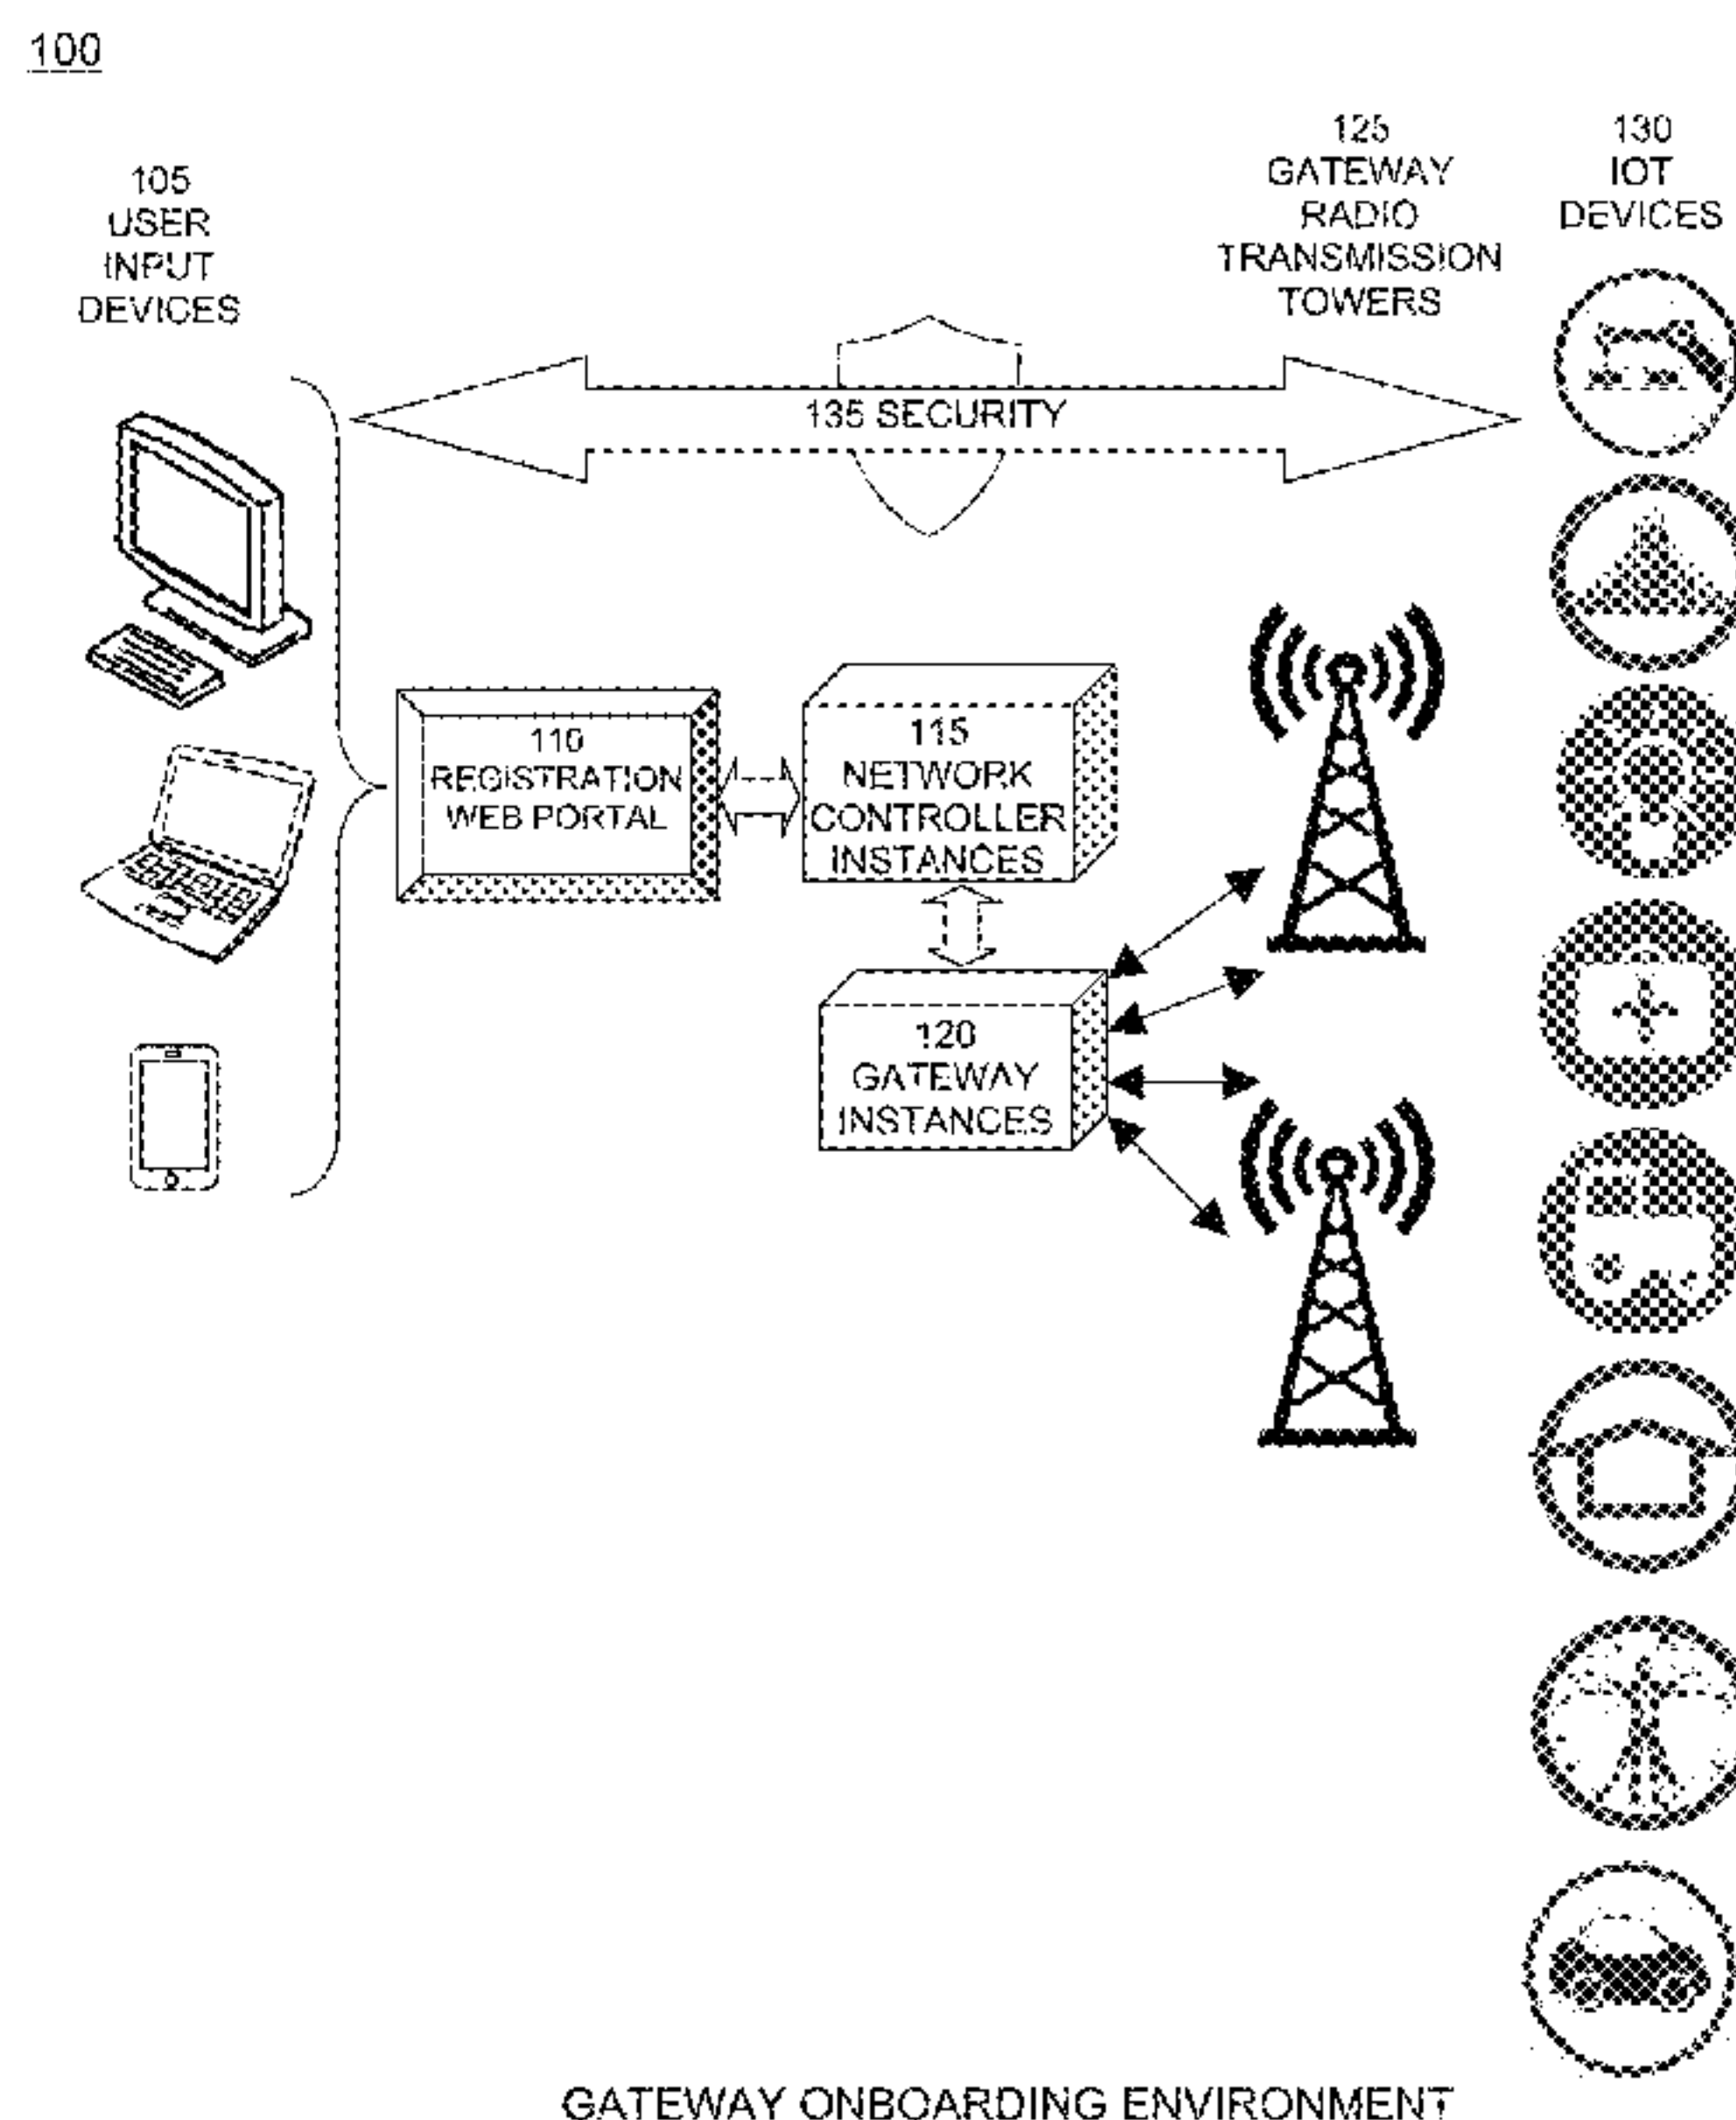 100
105
USER
INPUT
DEVICES
125
GATEWAY
RADIO
TRANSMISSION
TOWERS
130
IOT
DEVICES
135 SECURITY
110
REGISTRATION
WEB PORTAL
115
NETWORK
CONTROLLER
INSTANCES
120
GATEWAY
INSTANCES
GATEWAY ONBOARDING ENVIRONMENT